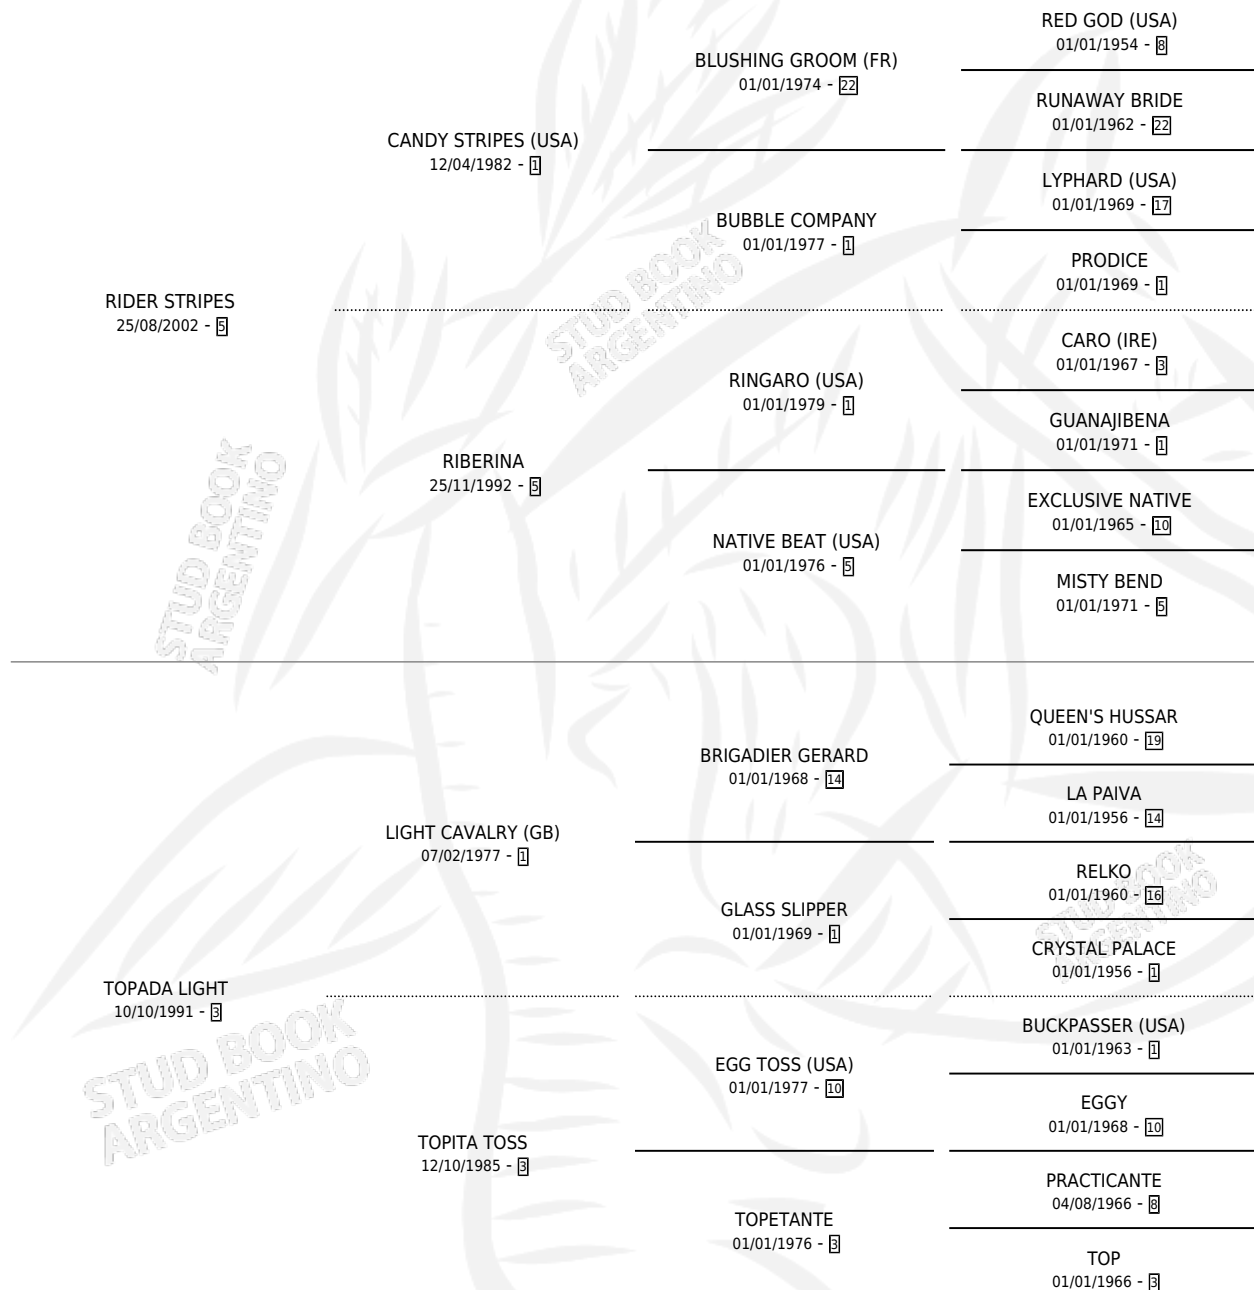 RED GOD (USA)
01/01/1954 - 8
BLUSHING GROOM (FR)
01/01/1974 - 22
RUNAWAY BRIDE
01/01/1962 - 22
CANDY STRIPES (USA)
12/04/1982 - 1
LYPHARD (USA)
01/01/1969 - 17
BUBBLE COMPANY
01/01/1977 - 1
PRODICE
01/01/1969 - 1
RIDER STRIPES
25/08/2002 - 5
STUD BOOK
ARGENTINO
CARO (IRE)
01/01/1967 - 3
RINGARO (USA)
01/01/1979 - 1
GUANAJIBENA
01/01/1971 - 1
RIBERINA
25/11/1992 - 5
EXCLUSIVE NATIVE
01/01/1965 - 10
NATIVE BEAT (USA)
01/01/1976 - 5
MISTY BEND
01/01/1971 - 5
STUD BOOK
ARGENTINO
QUEEN'S HUSSAR
01/01/1960 - 19
BRIGADIER GERARD
01/01/1968 - 14
LA PAIVA
01/01/1956 - 14
LIGHT CAVALRY (GB)
07/02/1977 - 1
RELKO
01/01/1960 - 16
GLASS SLIPPER
01/01/1969 - 1
STUD BOOK
ARGENTINO
CRYSTAL PALACE
01/01/1956 - 1
TOPADA LIGHT
10/10/1991 - 3
STUD BOOK
ARGENTINO
BUCKPASSER (USA)
01/01/1963 - 1
EGG TOSS (USA)
01/01/1977 - 10
EGGY
01/01/1968 - 10
TOPITA TOSS
12/10/1985 - 3
PRACTICANTE
04/08/1966 - 8
TOPETANTE
01/01/1976 - 3
TOP
01/01/1966 - 3